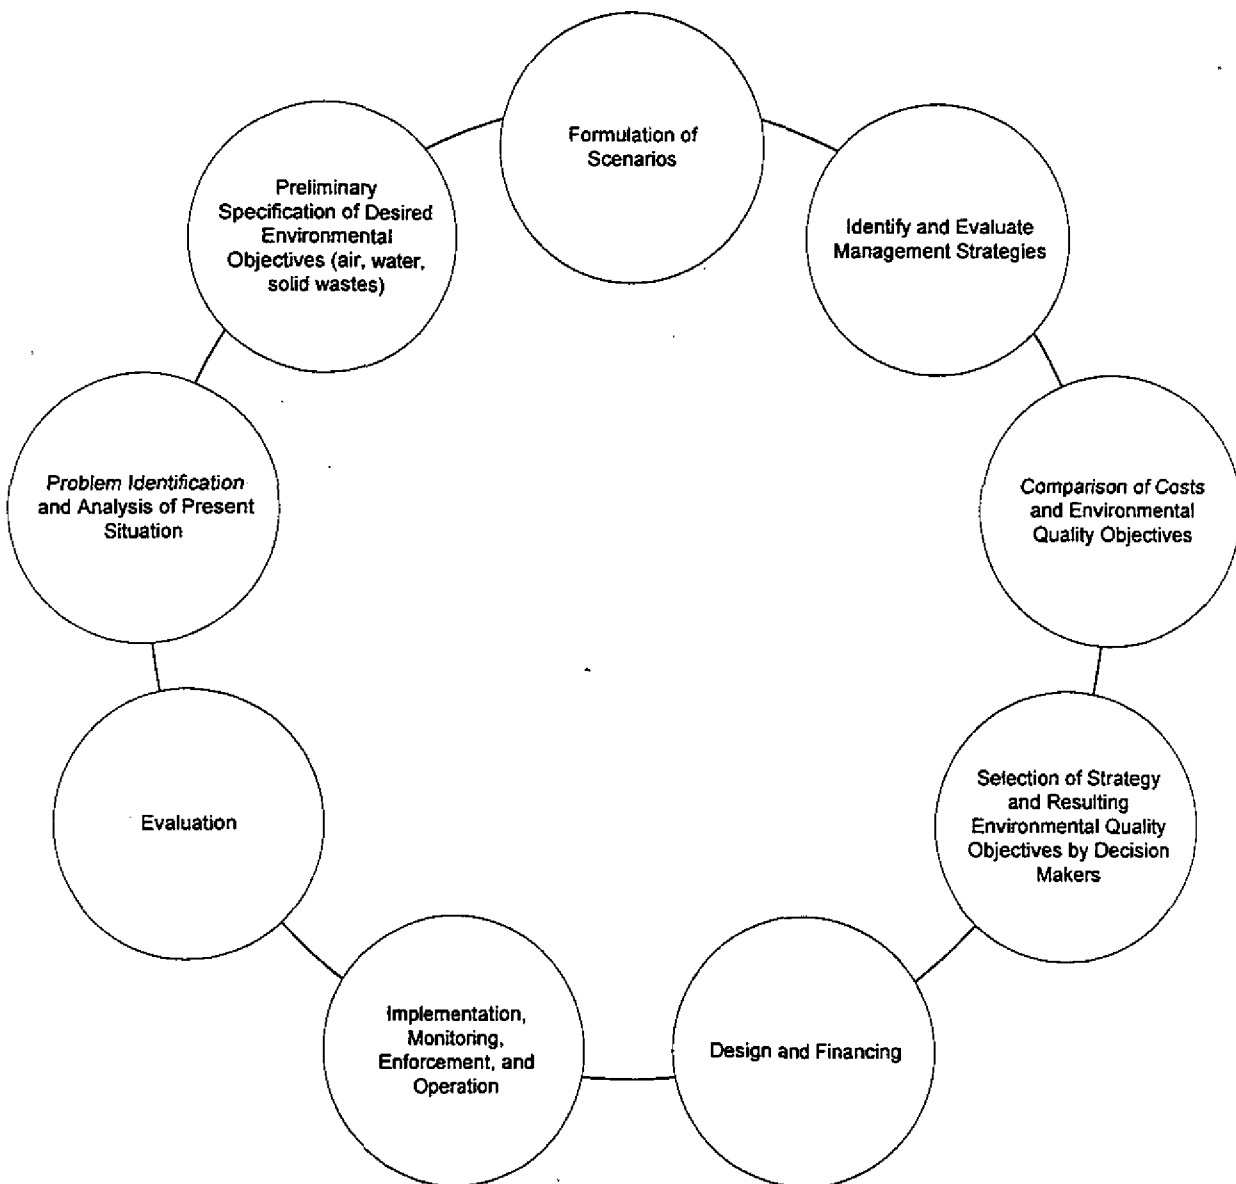 Formulation of
Scenarios
Identify and Evaluate
Management Strategies
Comparison of Costs
and Environmental
Quality Objectives
Selection of Strategy
and Resulting
Environmental Quality
Objectives by Decision
Makers
Design and Financing
Implementation,
Monitoring,
Enforcement, and
Operation
Evaluation
Problem Identification
and Analysis of Present
Situation
Preliminary
Specification of Desired
Environmental
Objectives (air, water,
solid wastes)